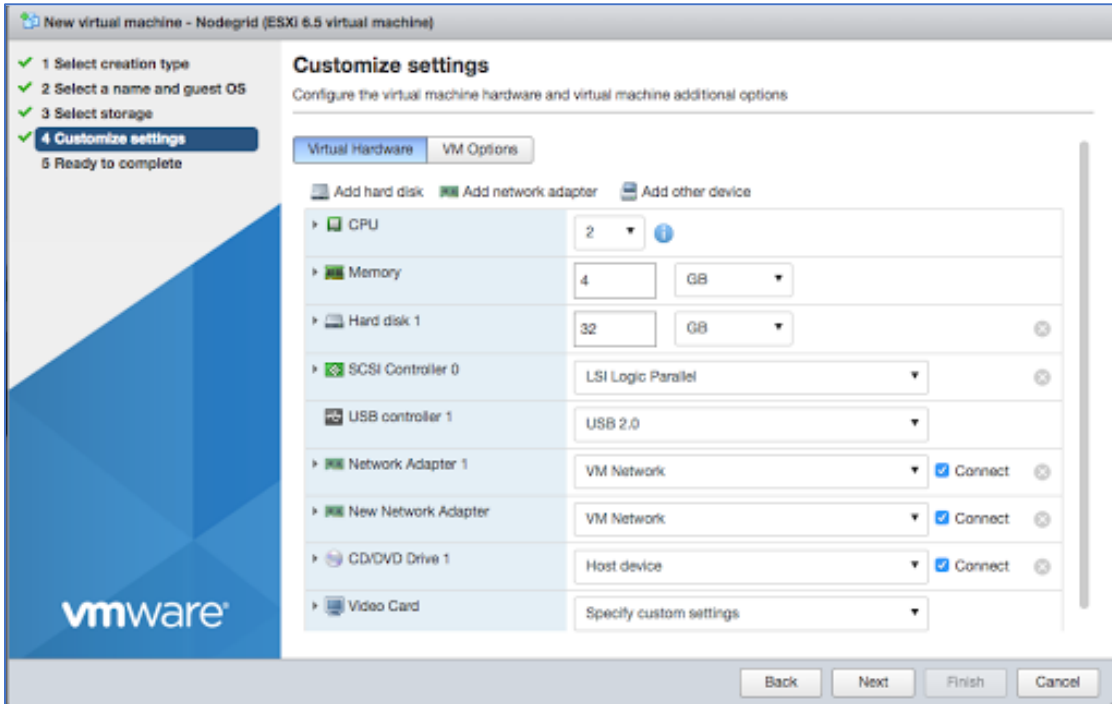 New virtual machine - Nodegrid (ESXi 6.5 virtual machine)
1 Select creation type
2 Select a name and guest OS
3 Select storage
4 Customize settings
5 Ready to complete
vmware
Customize settings
Configure the virtual machine hardware and virtual machine additional options
Virtual Hardware VM Options
Add hard disk Add network adapter Add other device
CPU 2
Memory 4 GB
Hard disk 1 32 GB
SCSI Controller 0 LSI Logic Parallel
USB controller 1 USB 2.0
Network Adapter 1 VM Network Connect
New Network Adapter VM Network Connect
CD/DVD Drive 1 Host device Connect
Video Card Specify custom settings
Back Next Finish Cancel